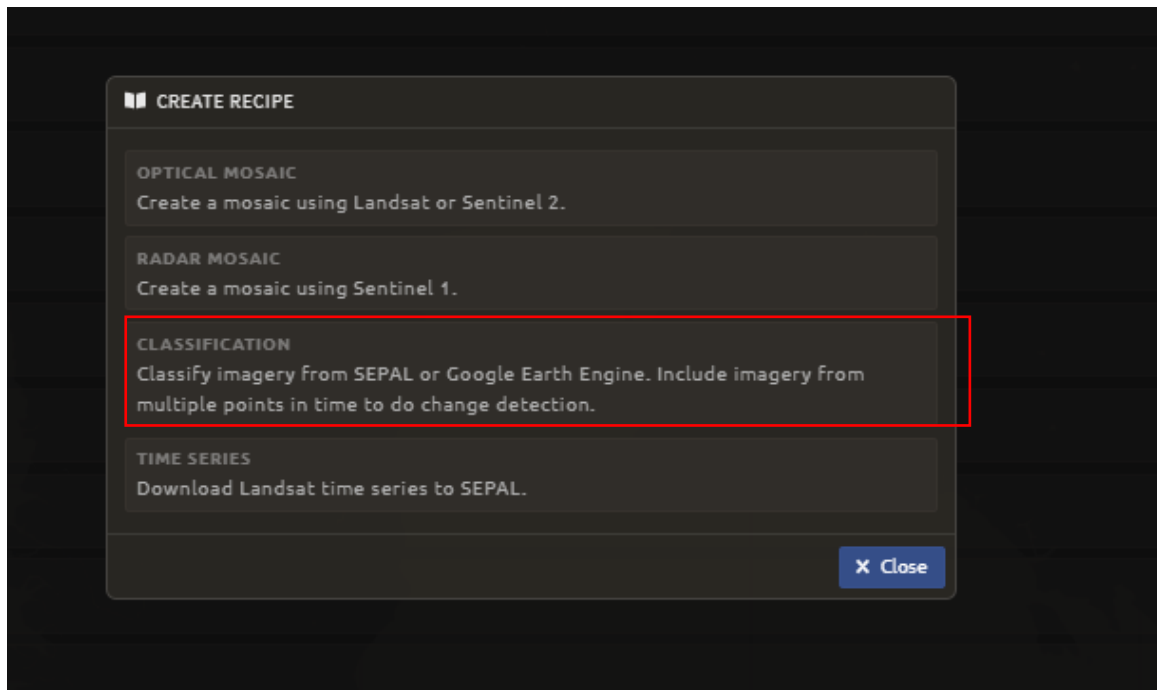 CREATE RECIPE
OPTICAL MOSAIC
Create a mosaic using Landsat or Sentinel 2.
RADAR MOSAIC
Create a mosaic using Sentinel 1.
CLASSIFICATION
Classify imagery from SEPAL or Google Earth Engine. Include imagery from
multiple points in time to do change detection.
TIME SERIES
Download Landsat time series to SEPAL.
Close